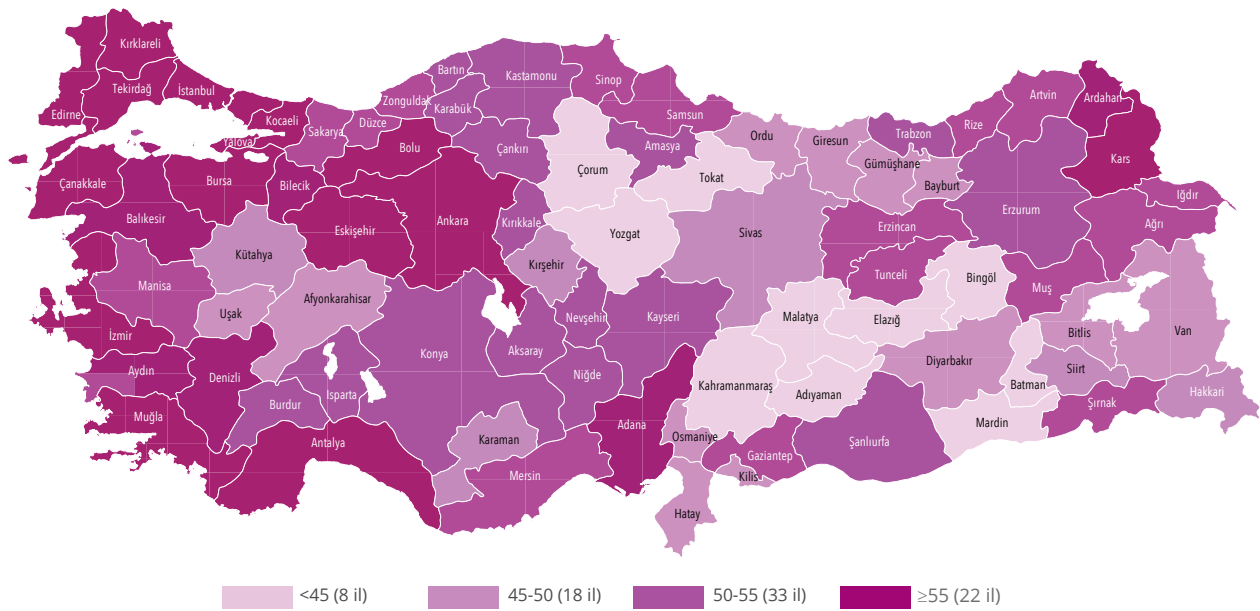 Kırklareli
Tekirdağ
İstanbul
Edirne
Kocaeli
Yalova
Sakarya
Düzce
Zonguldak
Bartın
Karabük
Kastamonu
Sinop
Samsun
Bolu
Çankırı
Çorum
Amasya
Tokat
Ordu
Giresun
Gümüşhane
Trabzon
Rize
Artvin
Ardahan
Kars
Bayburt
Erzurum
Iğdır
Ağrı
Çanakkale
Bursa
Bilecik
Balıkesir
Eskişehir
Ankara
Kırıkkale
Yozgat
Sivas
Erzincan
Tunceli
Bingöl
Muş
Kütahya
Manisa
Uşak
Afyonkarahisar
Kırşehir
Nevşehir
Kayseri
Malatya
Elazığ
Bitlis
Van
İzmir
Aydın
Denizli
Konya
Aksaray
Niğde
Kahramanmaraş
Adıyaman
Diyarbakır
Batman
Siirt
Şırnak
Hakkari
Muğla
Burdur
Isparta
Antalya
Karaman
Mersin
Adana
Osmaniye
Gaziantep
Kilis
Şanlıurfa
Mardin
Hatay
<45 (8 il)
45-50 (18 il)
50-55 (33 il)
≥55 (22 il)